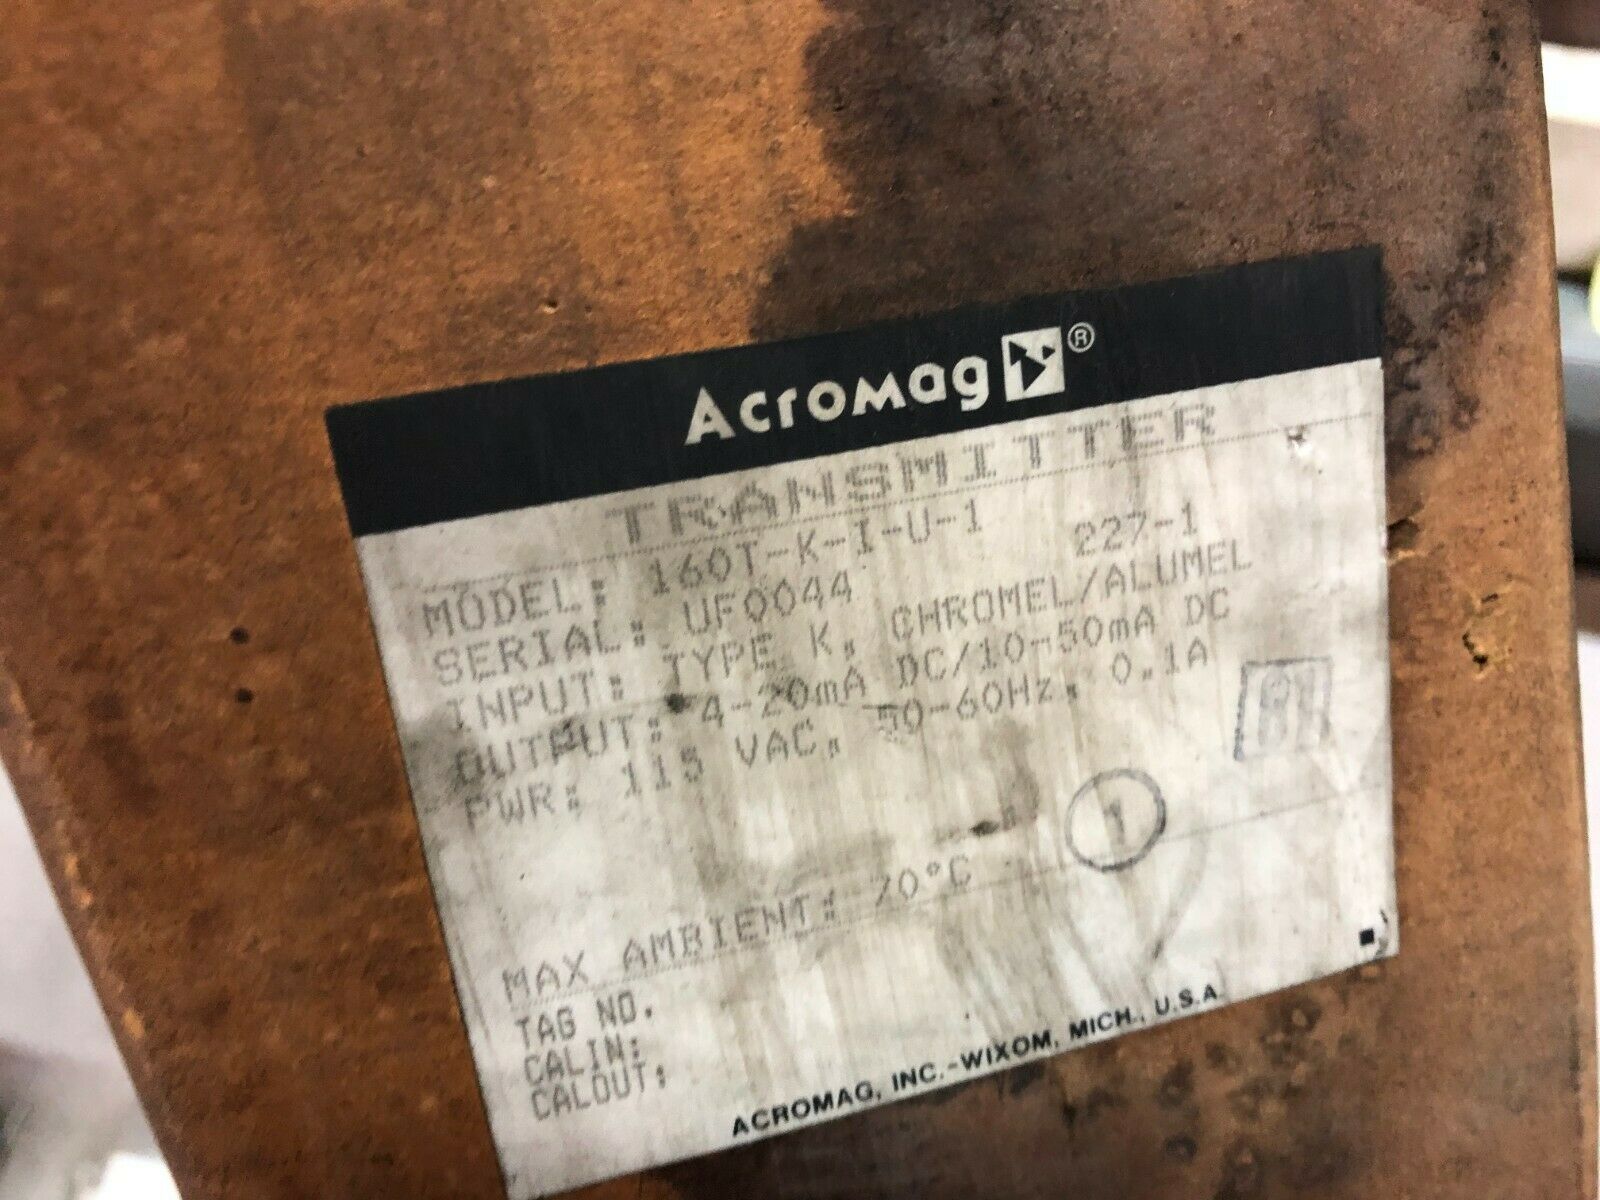 Acromag ®
TRANSMITTER
MODEL: 160T-K-I-U-1
SERIAL: UF0044 227-1
INPUT: TYPE K, CHROMEL/ALUMEL
OUTPUT: 4-20mA DC/10-50mA DC
PWR: 115 VAC, 50-60Hz, 0.1A
1
MAX AMBIENT: 70°C
TAG NO.
CALIN:
CALOUT:
ACROMAG, INC.-WIXOM, MICH., U.S.A.